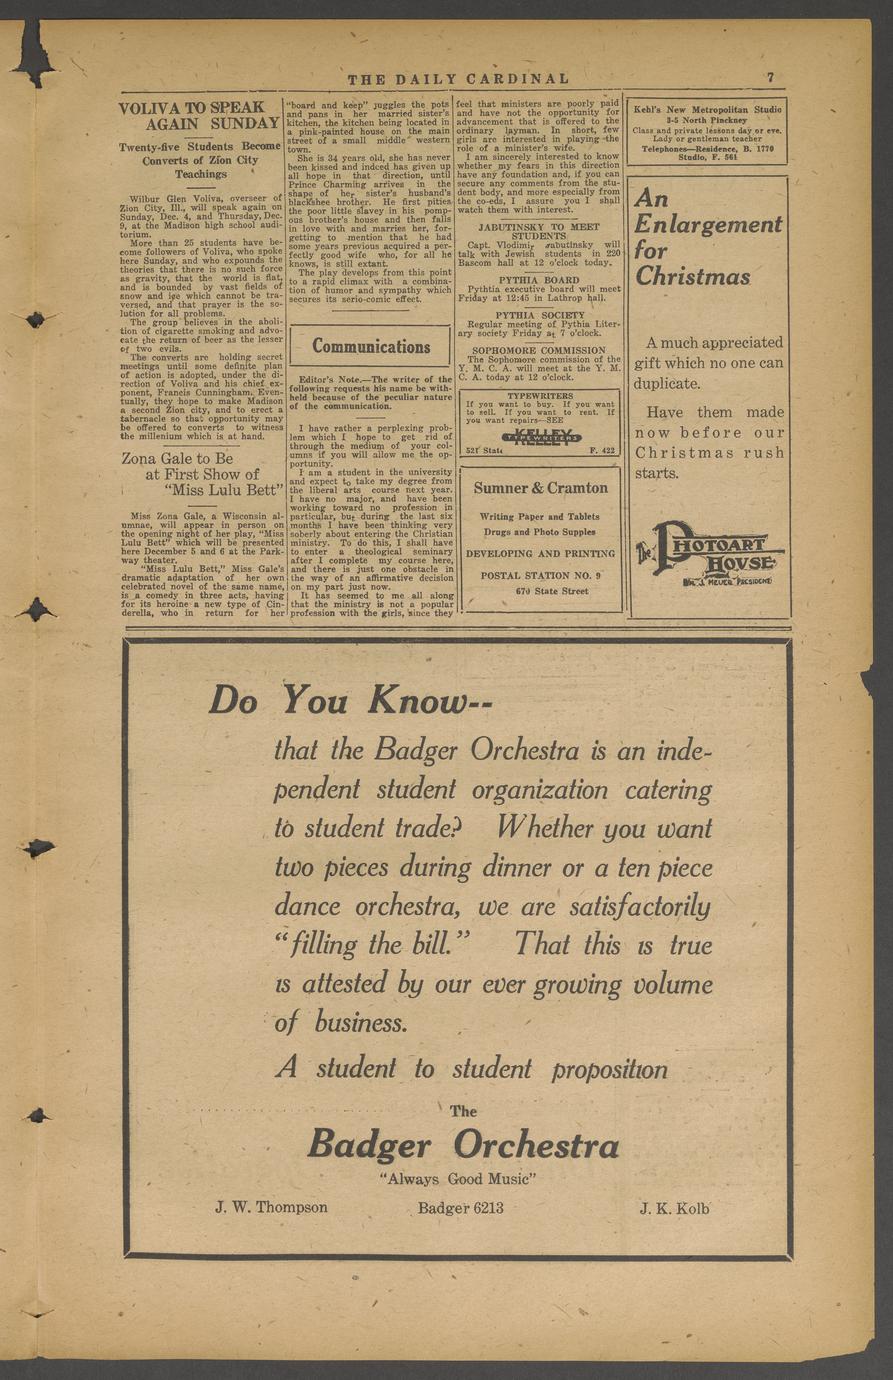 THE DAILY CARDINAL
7
VOLIVA TO SPEAK
AGAIN SUNDAY
Twenty-five Students Become
Converts of Zion City
Teachings
Wilbur Glen Voliva, overseer of
Zion City, Ill., will speak again on
Sunday, Dec. 4, and Thursday, Dec.
9, at the Madison high school audi-
torium.
More than 25 students have be-
come followers of Voliva, who spoke
here Sunday, and who expounds the
theories that there is no such force
as gravity, that the world is flat,
and is bounded by vast fields of
snow and ice which cannot be tra-
versed, and that prayer is the so-
lution for all problems.
The group believes in the aboli-
tion of cigarette smoking and advo-
cate the return of beer as the lesser
of two evils.
The converts are holding secret
meetings until some definite plan
of action is adopted, under the di-
rection of Voliva and his chief ex-
ponent, Francis Cunningham. Even-
tually, they hope to make Madison
a second Zion city, and to erect a
tabernacle so that opportunity may
be offered to converts to witness
the millenium which is at hand.
Zona Gale to Be
at First Show of
"Miss Lulu Bett"
Miss Zona Gale, a Wisconsin al-
umnae, will appear in person on
the opening night of her play, "Miss
Lulu Bett" which will be presented
here December 5 and 6 at the Park-
way theater.
"Miss Lulu Bett," Miss Gale's
dramatic adaptation of her own
celebrated novel of the same name,
is a comedy in three acts, having
for its heroine a new type of Cin-
derella, who in return for her
"board and keep" juggles the pots
and pans in her married sister's
kitchen, the kitchen being located in
a pink-painted house on the main
street of a small middle western
town.
She is 34 years old, she has never
been kissed and indeed has given up
all hope in that direction, until
Prince Charming arrives in the
shape of her sister's husband's
blackshee brother. He first pities
the poor little slavey in his pomp-
ous brother's house and then falls
in love with and marries her, for-
getting to mention that he had
some years previous acquired a per-
fectly good wife who, for all he
knows, is still extant.
The play develops from this point
to a rapid climax with a combina-
tion of humor and sympathy which
secures its serio-comic effect.
Communications
Editor's Note.—The writer of the
following requests his name be with-
held because of the peculiar nature
of the communication.
I have rather a perplexing prob-
lem which I hope to get rid of
through the medium of your col-
umns if you will allow me the op-
portunity.
I am a student in the university
and expect to take my degree from
the liberal arts course next year.
I have no major, and have been
working toward no profession in
particular, but during the last six
months I have been thinking very
soberly about entering the Christian
ministry. To do this, I shall have
to enter a theological seminary
after I complete my course here,
and there is just one obstacle in
the way of an affirmative decision
on my part just now.
It has seemed to me all along
that the ministry is not a popular
profession with the girls, since they
feel that ministers are poorly paid
and have not the opportunity for
advancement that is offered to the
ordinary layman. In short, few
girls are interested in playing the
role of a minister's wife.
I am sincerely interested to know
whether my fears in this direction
have any foundation and, if you can
secure any comments from the stu-
dent body, and more especially from
the co-eds, I assure you I shall
watch them with interest.
JABUTINSKY TO MEET
STUDENTS
Capt. Vlodimir abutinsky will
talk with Jewish students in 220
Bascom hall at 12 o'clock today.
PYTHIA BOARD
Pythia executive board will meet
Friday at 12:45 in Lathrop hall.
PYTHIA SOCIETY
Regular meeting of Pythia Liter-
ary society Friday at 7 o'clock.
SOPHOMORE COMMISSION
The Sophomore commission of the
Y. M. C. A. will meet at the Y. M.
C. A. today at 12 o'clock.
TYPEWRITERS
If you want to buy. If you want
to sell. If you want to rent. If
you want repairs—SEE
KELLEY
TYPEWRITERS
521 State F. 422
Sumner & Cramton
Writing Paper and Tablets
Drugs and Photo Supplies
DEVELOPING AND PRINTING
POSTAL STATION NO. 9
670 State Street
Kehl's New Metropolitan Studio
3-5 North Pinckney
Class and private lessons day or eve.
Lady or gentleman teacher
Telephones—Residence, B. 1770
Studio, F. 561
An
Enlargement
for
Christmas
A much appreciated
gift which no one can
duplicate.
Have them made
now before our
Christmas rush
starts.
The PHOTOART
HOUSE
Wm. J. MEUER, PRESIDENT
Do You Know--
that the Badger Orchestra is an inde-
pendent student organization catering
to student trade? Whether you want
two pieces during dinner or a ten piece
dance orchestra, we are satisfactorily
"filling the bill." That this is true
is attested by our ever growing volume
of business.
A student to student proposition
The
Badger Orchestra
"Always Good Music"
J. W. Thompson Badger 6213 J. K. Kolb